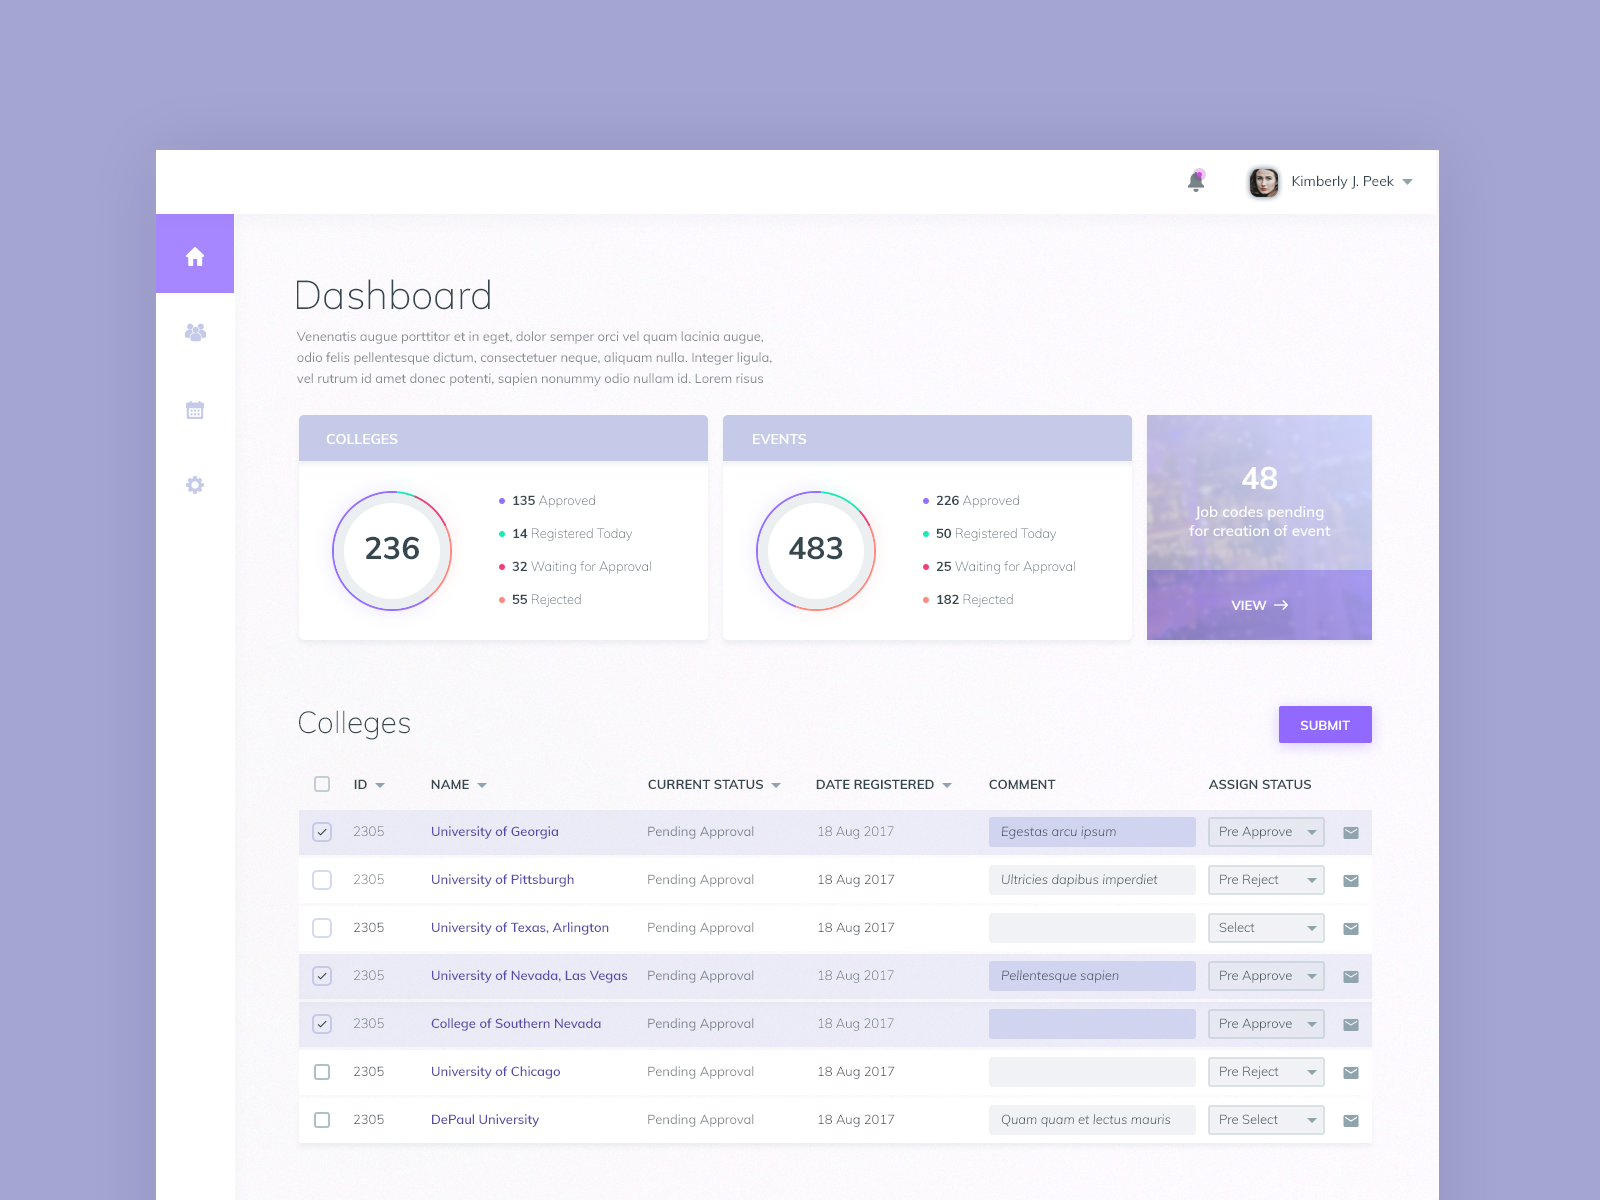 Kimberly J. Peek
Dashboard
Venenatis augue porttitor et in eget, dolor semper orci vel quam lacinia augue,
odio felis pellentesque dictum, consectetuer neque, aliquam nulla. Integer ligula,
vel rutrum id amet donec potenti, sapien nonummy odio nullam id. Lorem risus
COLLEGES
236
135 Approved
14 Registered Today
32 Waiting for Approval
55 Rejected
EVENTS
483
226 Approved
50 Registered Today
25 Waiting for Approval
182 Rejected
48
Job codes pending
for creation of event
VIEW
Colleges
SUBMIT
ID NAME CURRENT STATUS DATE REGISTERED COMMENT ASSIGN STATUS
2305 University of Georgia Pending Approval 18 Aug 2017 Egestas arcu ipsum Pre Approve
2305 University of Pittsburgh Pending Approval 18 Aug 2017 Ultricies dapibus imperdiet Pre Reject
2305 University of Texas, Arlington Pending Approval 18 Aug 2017 Select
2305 University of Nevada, Las Vegas Pending Approval 18 Aug 2017 Pellentesque sapien Pre Approve
2305 College of Southern Nevada Pending Approval 18 Aug 2017 Pre Approve
2305 University of Chicago Pending Approval 18 Aug 2017 Pre Reject
2305 DePaul University Pending Approval 18 Aug 2017 Quam quam et lectus mauris Pre Select